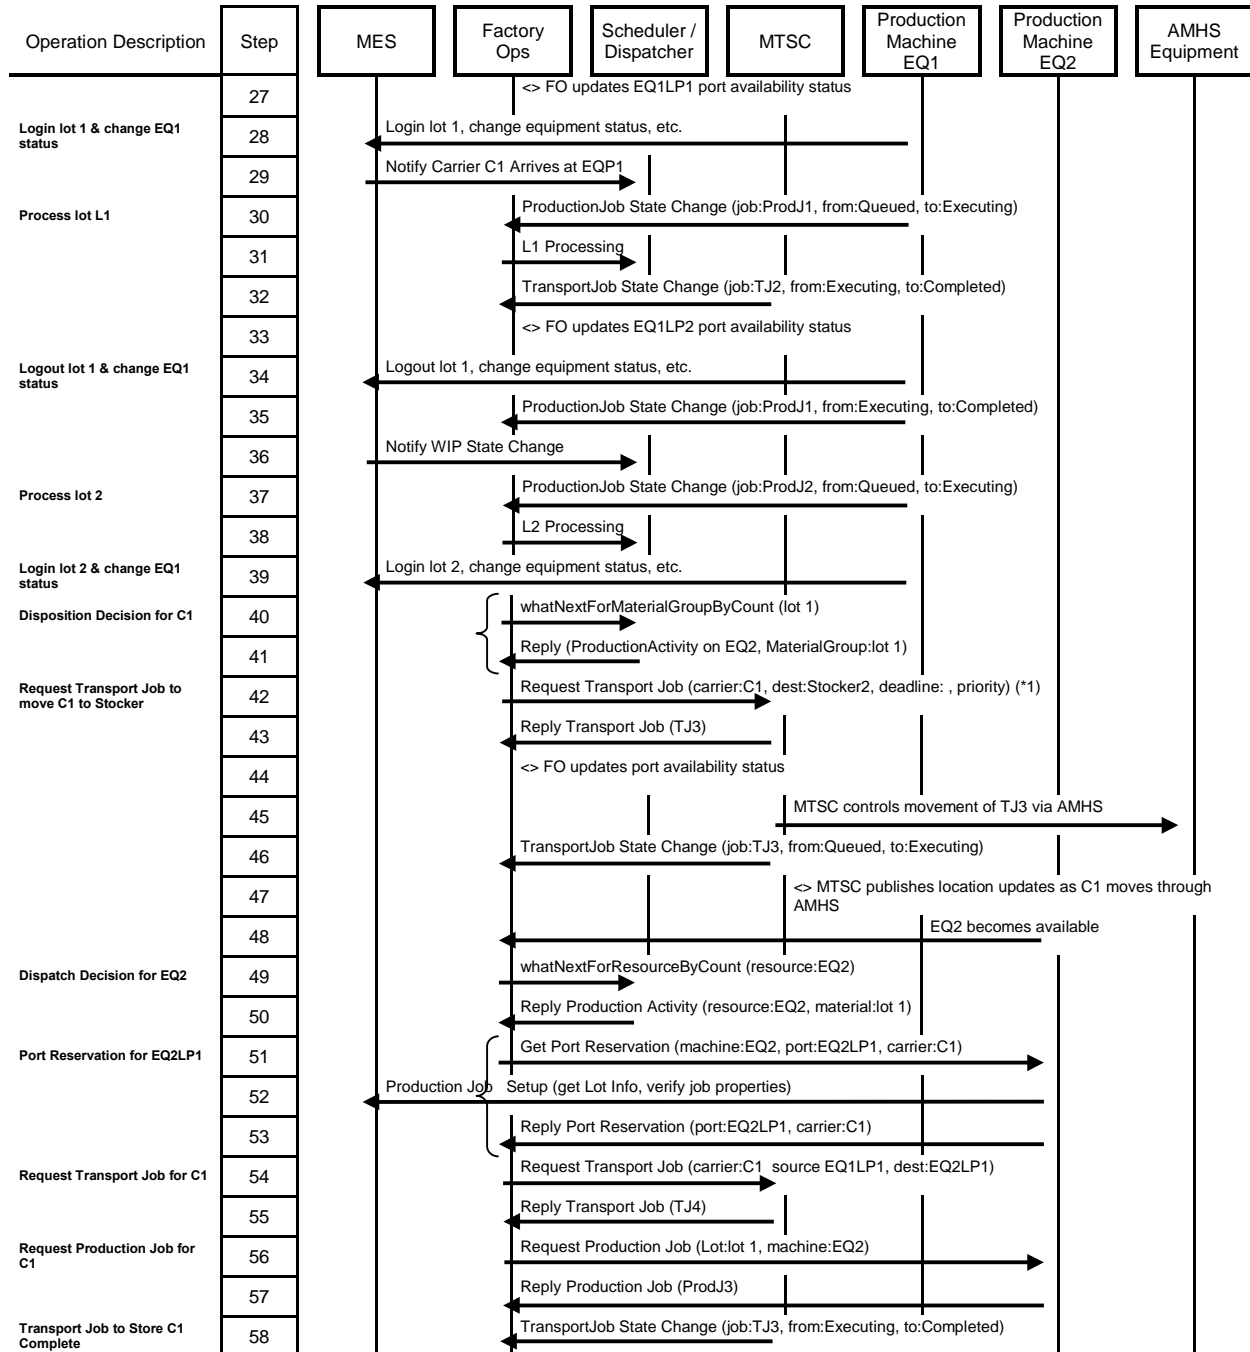 Operation Description
Step
MES
Factory
Ops
Scheduler /
Dispatcher
MTSC
Production
Machine
EQ1
Production
Machine
EQ2
AMHS
Equipment
27
<> FO updates EQ1LP1 port availability status
Login lot 1 & change EQ1
status
28
Login lot 1, change equipment status, etc.
29
Notify Carrier C1 Arrives at EQP1
Process lot L1
30
ProductionJob State Change (job:ProdJ1, from:Queued, to:Executing)
31
L1 Processing
32
TransportJob State Change (job:TJ2, from:Executing, to:Completed)
33
<> FO updates EQ1LP2 port availability status
Logout lot 1 & change EQ1
status
34
Logout lot 1, change equipment status, etc.
35
ProductionJob State Change (job:ProdJ1, from:Executing, to:Completed)
36
Notify WIP State Change
Process lot 2
37
ProductionJob State Change (job:ProdJ2, from:Queued, to:Executing)
38
L2 Processing
Login lot 2 & change EQ1
status
39
Login lot 2, change equipment status, etc.
Disposition Decision for C1
40
whatNextForMaterialGroupByCount (lot 1)
41
Reply (ProductionActivity on EQ2, MaterialGroup:lot 1)
Request Transport Job to
move C1 to Stocker
42
Request Transport Job (carrier:C1, dest:Stocker2, deadline: , priority) (*1)
43
Reply Transport Job (TJ3)
44
<> FO updates port availability status
45
MTSC controls movement of TJ3 via AMHS
46
TransportJob State Change (job:TJ3, from:Queued, to:Executing)
47
<> MTSC publishes location updates as C1 moves through
AMHS
48
EQ2 becomes available
Dispatch Decision for EQ2
49
whatNextForResourceByCount (resource:EQ2)
50
Reply Production Activity (resource:EQ2, material:lot 1)
Port Reservation for EQ2LP1
51
Get Port Reservation (machine:EQ2, port:EQ2LP1, carrier:C1)
52
Production Job Setup (get Lot Info, verify job properties)
53
Reply Port Reservation (port:EQ2LP1, carrier:C1)
Request Transport Job for C1
54
Request Transport Job (carrier:C1 source EQ1LP1, dest:EQ2LP1)
55
Reply Transport Job (TJ4)
Request Production Job for
C1
56
Request Production Job (Lot:lot 1, machine:EQ2)
57
Reply Production Job (ProdJ3)
Transport Job to Store C1
Complete
58
TransportJob State Change (job:TJ3, from:Executing, to:Completed)